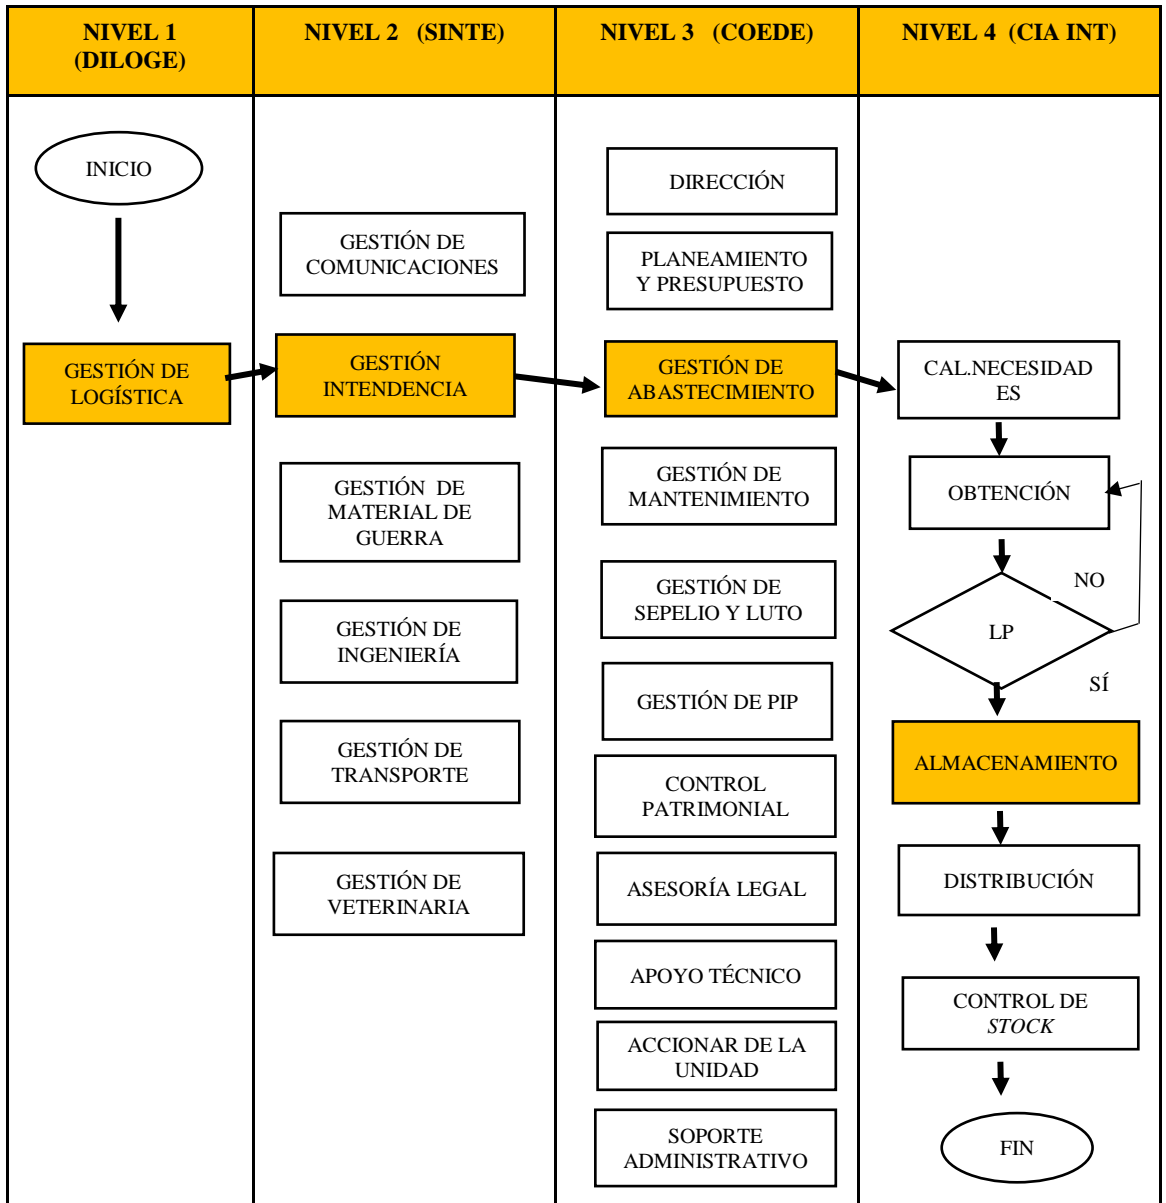 NIVEL 1
(DILOGE)
NIVEL 2 (SINTE)
NIVEL 3 (COEDE)
NIVEL 4 (CIA INT)
INICIO
GESTIÓN DE
LOGÍSTICA
GESTIÓN DE
COMUNICACIONES
GESTIÓN
INTENDENCIA
GESTIÓN DE
MATERIAL DE
GUERRA
GESTIÓN DE
INGENIERÍA
GESTIÓN DE
TRANSPORTE
GESTIÓN DE
VETERINARIA
DIRECCIÓN
PLANEAMIENTO
Y PRESUPUESTO
GESTIÓN DE
ABASTECIMIENTO
GESTIÓN DE
MANTENIMIENTO
GESTIÓN DE
SEPELIO Y LUTO
GESTIÓN DE PIP
CONTROL
PATRIMONIAL
ASESORÍA LEGAL
APOYO TÉCNICO
ACCIONAR DE LA
UNIDAD
SOPORTE
ADMINISTRATIVO
CAL.NECESIDAD
ES
OBTENCIÓN
NO
LP
SÍ
ALMACENAMIENTO
DISTRIBUCIÓN
CONTROL DE
STOCK
FIN